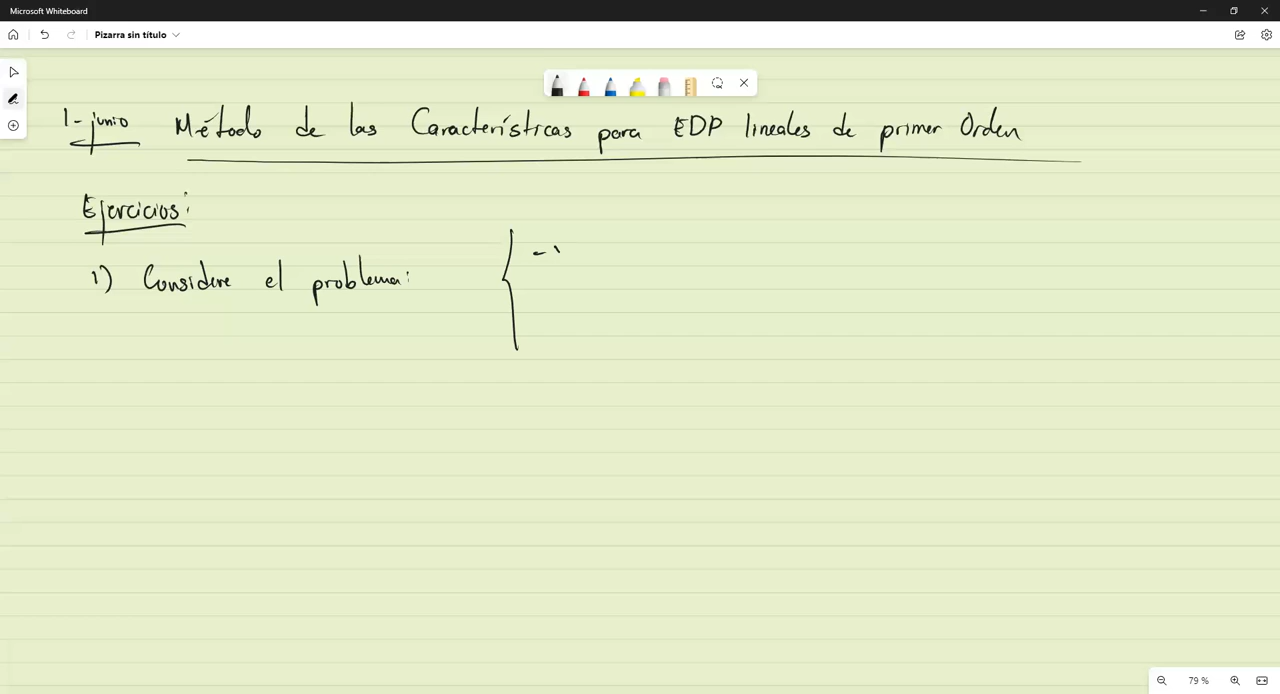 Microsoft Whiteboard
Pizarra sin título
1-junio Método de las Características para EDP lineales de primer Orden
Ejercicios:
1) Considere el problema:
79 %